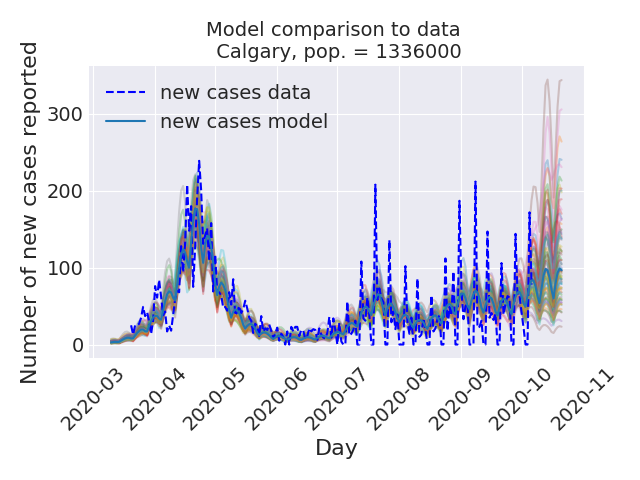 Model comparison to data
Calgary, pop. = 1336000
Number of new cases reported
300
200
100
0
new cases data
new cases model
2020-03
2020-04
2020-05
2020-06
2020-07
2020-08
2020-09
2020-10
2020-11
Day